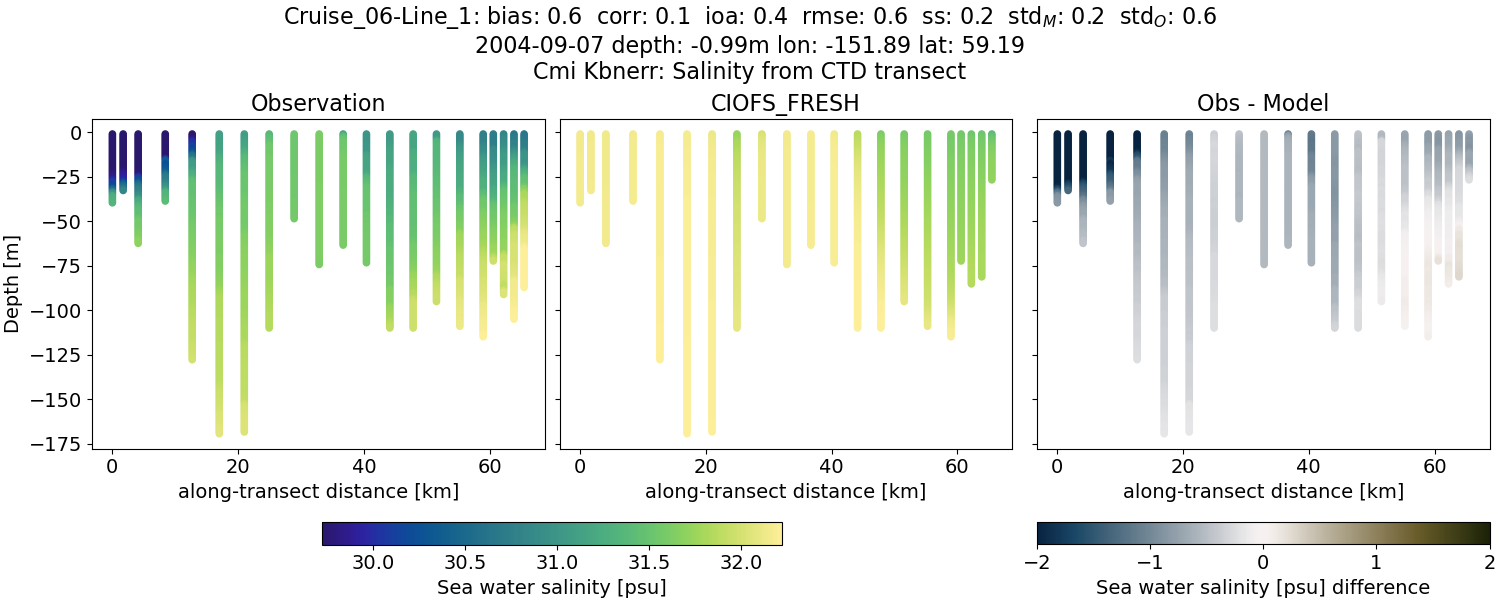 Cruise_06-Line_1: bias: 0.6  corr: 0.1  ioa: 0.4  rmse: 0.6  ss: 0.2  std_M: 0.2  std_O: 0.6
2004-09-07 depth: -0.99m lon: -151.89 lat: 59.19
Cmi Kbnerr: Salinity from CTD transect
Observation
CIOFS_FRESH
Obs - Model
Depth [m]
0
−25
−50
−75
−100
−125
−150
−175
0 20 40 60
0 20 40 60
0 20 40 60
along-transect distance [km]
along-transect distance [km]
along-transect distance [km]
30.0 30.5 31.0 31.5 32.0
Sea water salinity [psu]
−2 −1 0 1 2
Sea water salinity [psu] difference